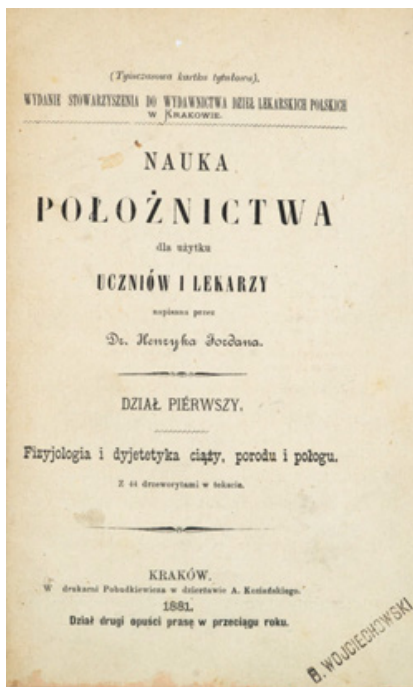 (Tymczasowa kartka tytułowa).
WYDANIE STOWARZYSZENIA DO WYDAWNICTWA DZIEŁ LEKARSKICH POLSKICH
W KRAKOWIE.
NAUKA
POŁOŻNICTWA
dla użytku
UCZNIÓW I LEKARZY
napisana przez
Dr. Henryka Jordana.
DZIAŁ PIÉRWSZY.
Fizyjologia i dyjetetyka ciąży, porodu i połogu.
Z 44 drzeworytami w tekscie.
KRAKÓW,
W drukarni Pobudkiewicza w dzierżawie A. Koziańskiego.
1881.
Dział drugi opuści prasę w przeciągu roku.
B. WOJCIECHOWSKI